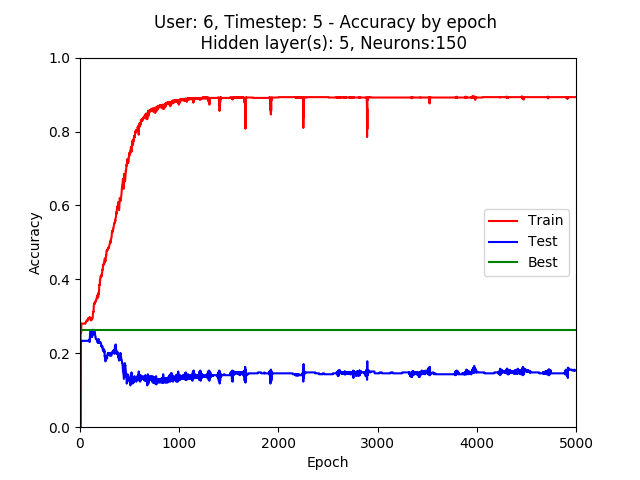 User: 6, Timestep: 5 - Accuracy by epoch
Hidden layer(s): 5, Neurons:150
1.0
0.8
0.6
0.4
0.2
0.0
Accuracy
Train
Test
Best
0 1000 2000 3000 4000 5000
Epoch